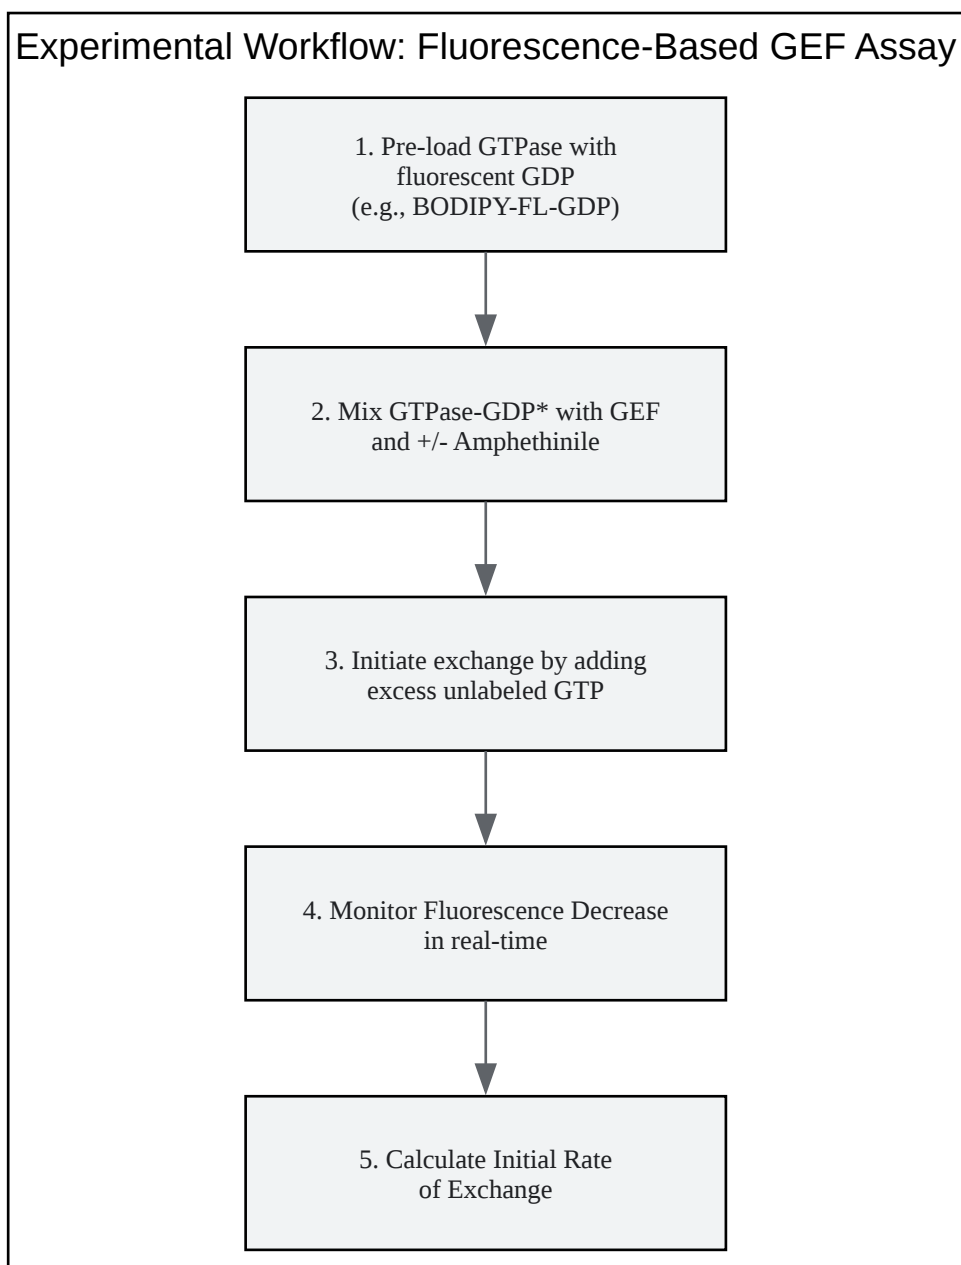 Experimental Workflow: Fluorescence-Based GEF Assay
1. Pre-load GTPase with
fluorescent GDP
(e.g., BODIPY-FL-GDP)
2. Mix GTPase-GDP* with GEF
and +/- Amphethinile
3. Initiate exchange by adding
excess unlabeled GTP
4. Monitor Fluorescence Decrease
in real-time
5. Calculate Initial Rate
of Exchange